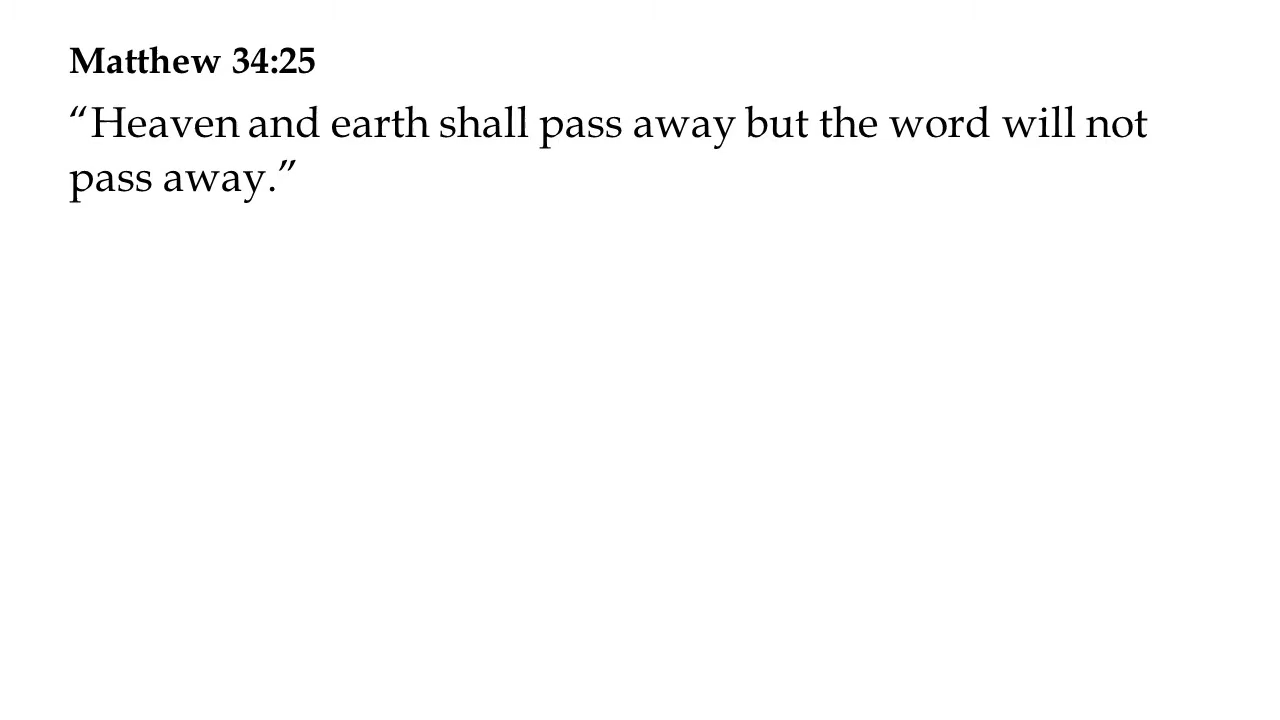 Matthew 34:25
“Heaven and earth shall pass away but the word will not
pass away.”